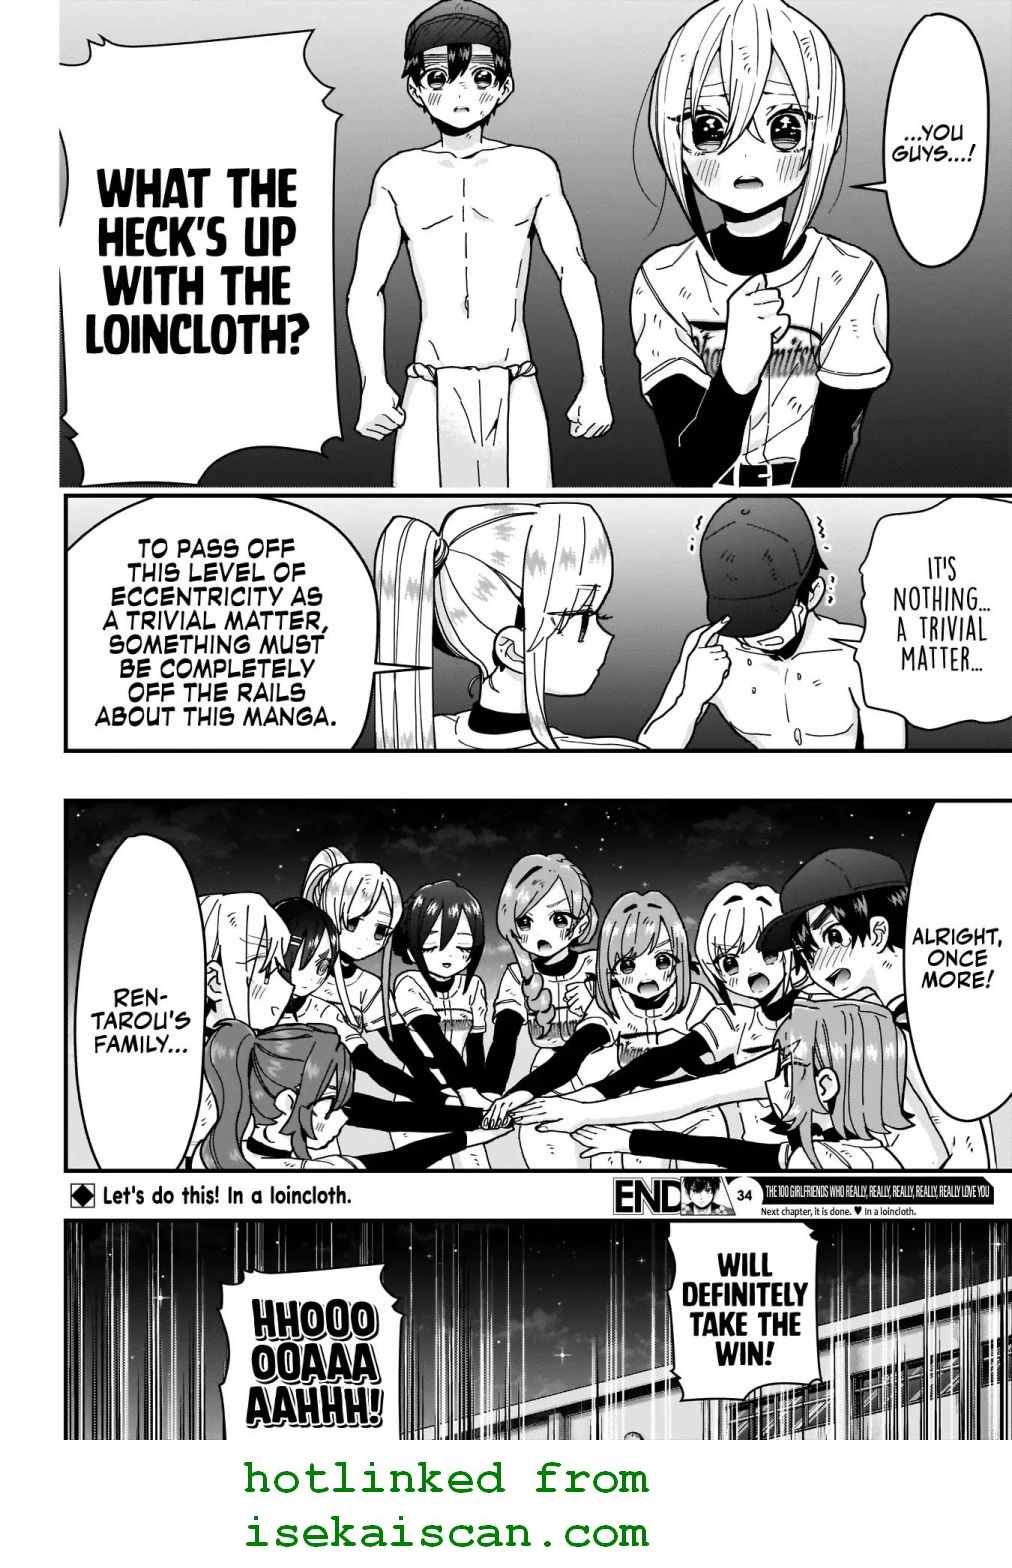 ...YOU
GUYS...!
WHAT THE
HECK'S UP
WITH THE
LOINCLOTH?
IT'S
NOTHING...
A TRIVIAL
MATTER...
TO PASS OFF
THIS LEVEL OF
ECCENTRICITY AS
A TRIVIAL MATTER,
SOMETHING MUST
BE COMPLETELY
OFF THE RAILS
ABOUT THIS MANGA.
ALRIGHT,
ONCE
MORE!
REN-
TAROU'S
FAMILY...
Let's do this! In a loincloth.
END
34
THE 100 GIRLFRIENDS WHO REALLY, REALLY, REALLY, REALLY, REALLY LOVE YOU
Next chapter, it is done. ♥ In a loincloth.
WILL
DEFINITELY
TAKE THE
WIN!
HHOOO
OOAAA
AAHHH!
hotlinked from
isekaiscan.com